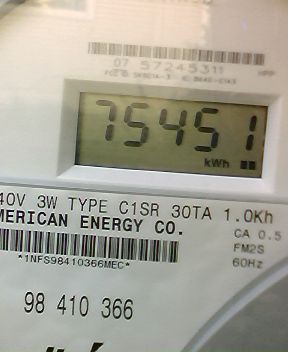 07 57245311
HPP
75451
kWh
40V 3W TYPE C1SR 30TA 1.0Kh
MERICAN ENERGY CO.
CA 0.5
FM2S
*1NFS98410366MEC*
60Hz
98 410 366